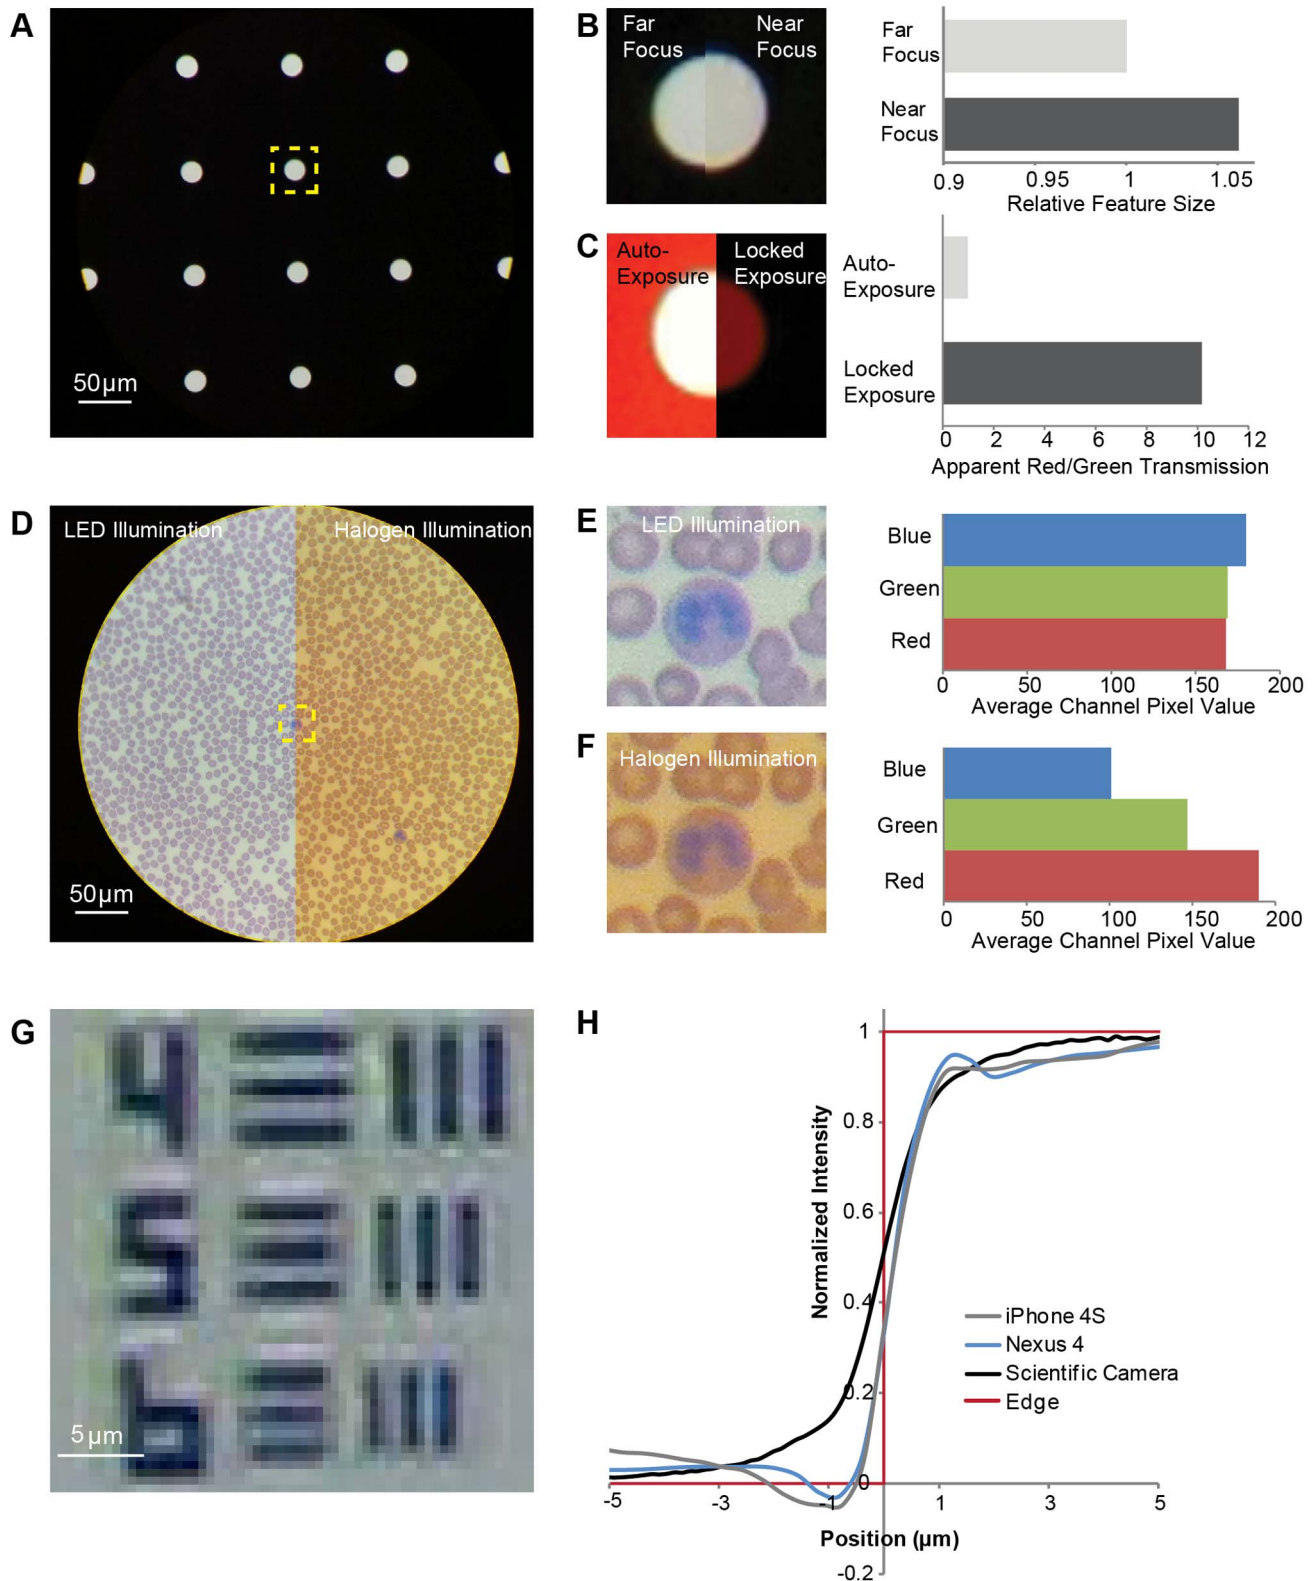 A
50µm
B
Far
Focus
Near
Focus
Far
Focus
Near
Focus
0.9
0.95
1
1.05
Relative Feature Size
C
Auto-
Exposure
Locked
Exposure
Auto-
Exposure
Locked
Exposure
0 2 4 6 8 10 12
Apparent Red/Green Transmission
D
LED Illumination
Halogen Illumination
50µm
E
LED Illumination
Blue
Green
Red
0 50 100 150 200
Average Channel Pixel Value
F
Halogen Illumination
Blue
Green
Red
0 50 100 150 200
Average Channel Pixel Value
G
4
5
6
5µm
H
1
0.8
0.6
0.4
0.2
0
-0.2
Normalized Intensity
iPhone 4S
Nexus 4
Scientific Camera
Edge
-5 -3 -1 1 3 5
Position (µm)